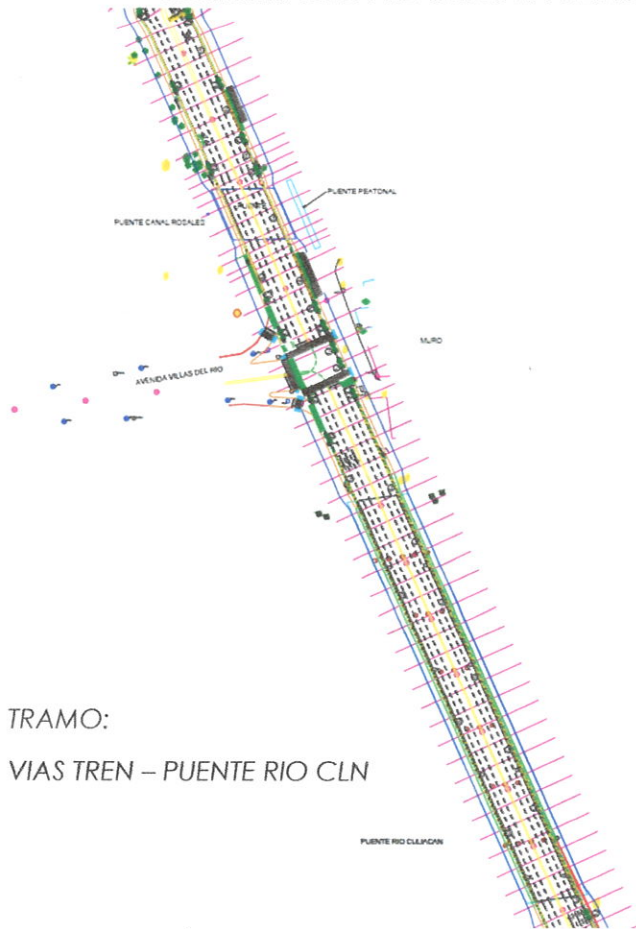 PUENTE PEATONAL
PUENTE
PUENTE CANAL ROSALES
MURO
AVENIDA VILLAS DEL RIO
TRAMO:
VIAS TREN – PUENTE RIO CLN
PUENTE RIO CULIACAN